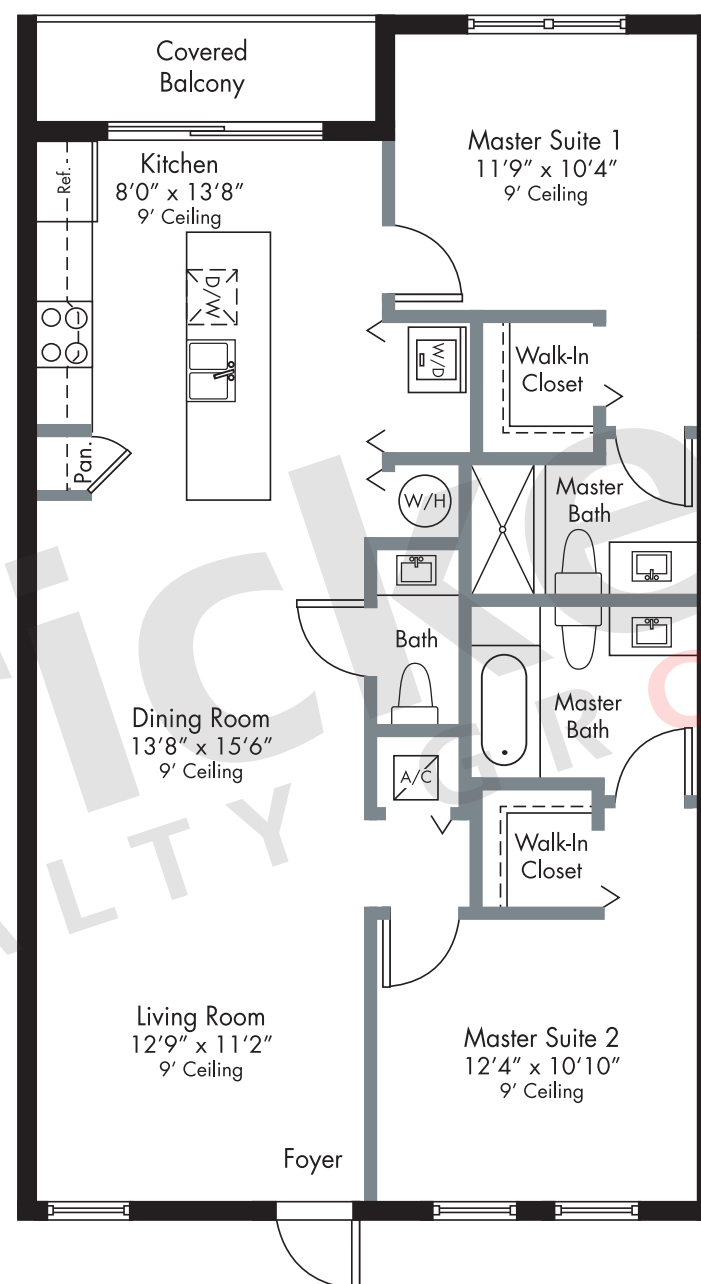 Covered
Balcony
Master Suite 1
11'9" x 10'4"
9' Ceiling
Kitchen
8'0" x 13'8"
9' Ceiling
Ref.
D/W
W/D
Walk-In
Closet
Pan.
W/H
Master
Bath
Bath
Master
Bath
Dining Room
13'8" x 15'6"
9' Ceiling
A/C
Walk-In
Closet
Living Room
12'9" x 11'2"
9' Ceiling
Master Suite 2
12'4" x 10'10"
9' Ceiling
Foyer
icke
ALTY GRO